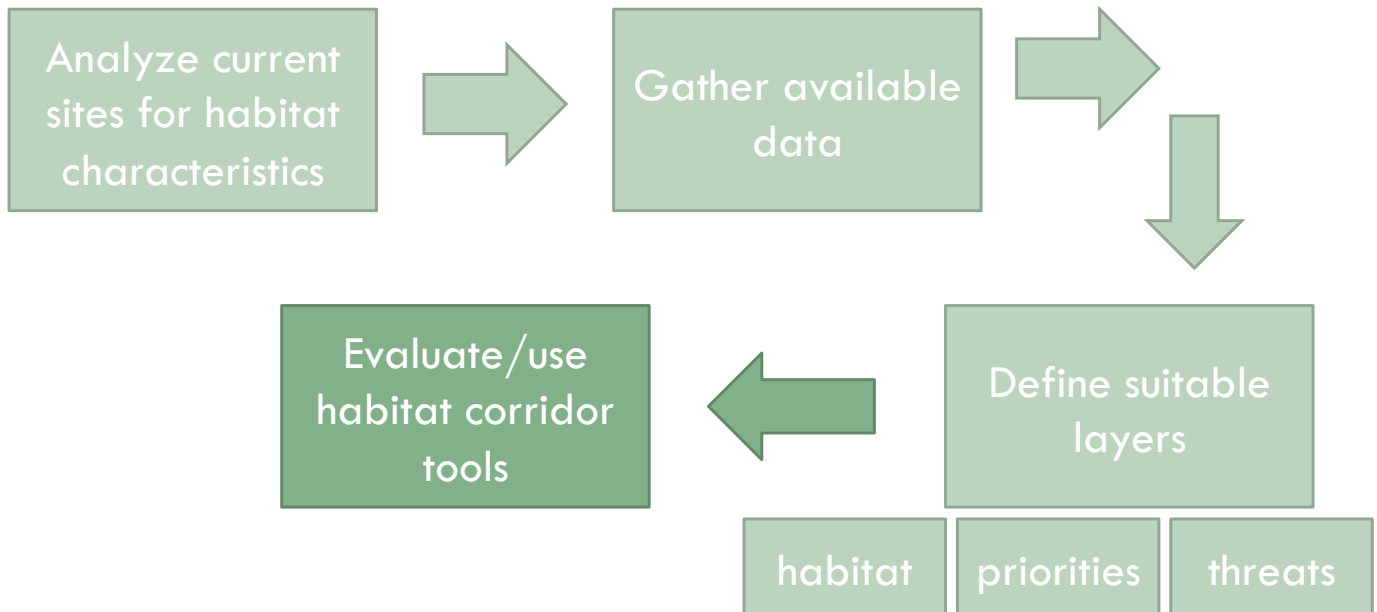 Analyze current
sites for habitat
characteristics
Gather available
data
Evaluate/use
habitat corridor
tools
Define suitable
layers
habitat
priorities
threats